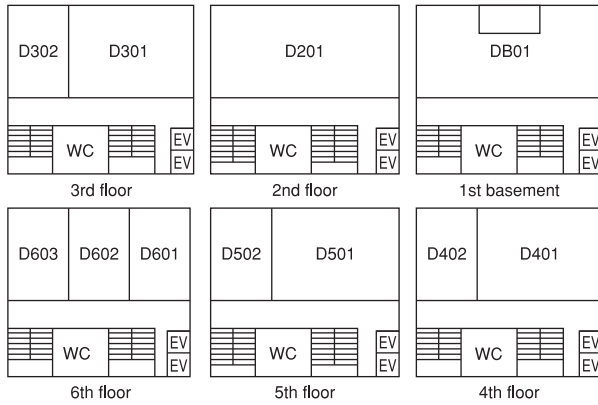 D302 D301
EV
WC
EV
3rd floor
D201
EV
WC
EV
2nd floor
DB01
EV
WC
EV
1st basement
D603 D602 D601
EV
WC
EV
6th floor
D502 D501
EV
WC
EV
5th floor
D402 D401
EV
WC
EV
4th floor